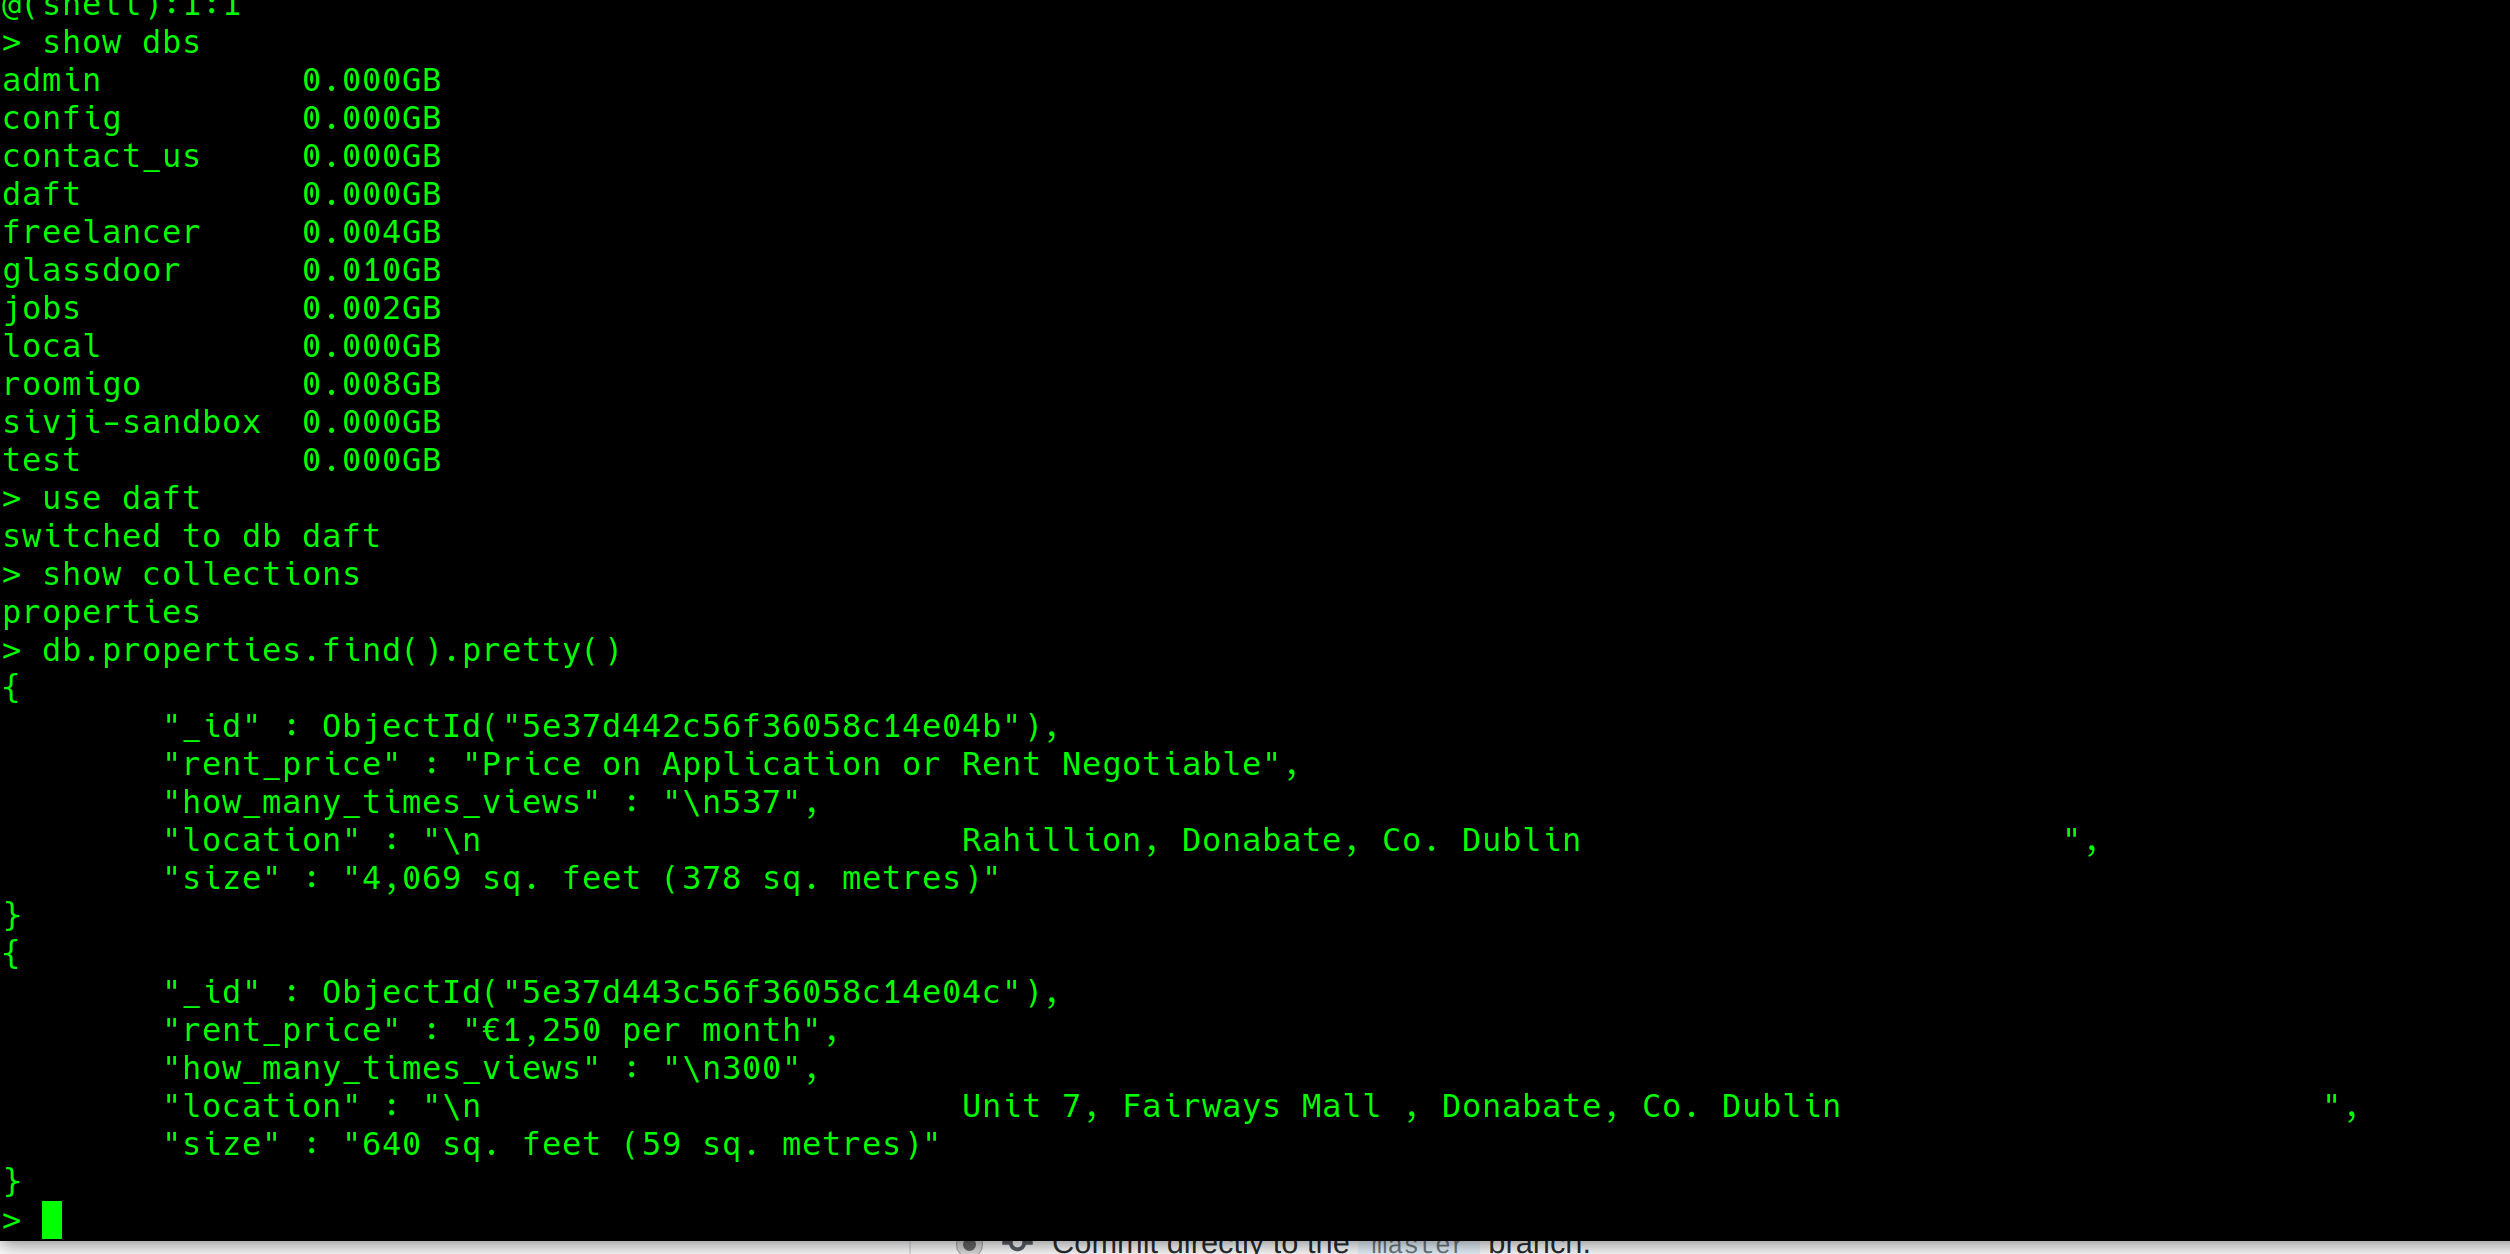 @(shell):1:1
> show dbs
admin          0.000GB
config         0.000GB
contact_us     0.000GB
daft           0.000GB
freelancer     0.004GB
glassdoor      0.010GB
jobs           0.002GB
local          0.000GB
roomigo        0.008GB
sivji-sandbox  0.000GB
test           0.000GB
> use daft
switched to db daft
> show collections
properties
> db.properties.find().pretty()
{
        "_id" : ObjectId("5e37d442c56f36058c14e04b"),
        "rent_price" : "Price on Application or Rent Negotiable",
        "how_many_times_views" : "\n537",
        "location" : "\n                        Rahillion, Donabate, Co. Dublin                        ",
        "size" : "4,069 sq. feet (378 sq. metres)"
}
{
        "_id" : ObjectId("5e37d443c56f36058c14e04c"),
        "rent_price" : "€1,250 per month",
        "how_many_times_views" : "\n300",
        "location" : "\n                        Unit 7, Fairways Mall , Donabate, Co. Dublin                        ",
        "size" : "640 sq. feet (59 sq. metres)"
}
>
Commit directly to the master branch.